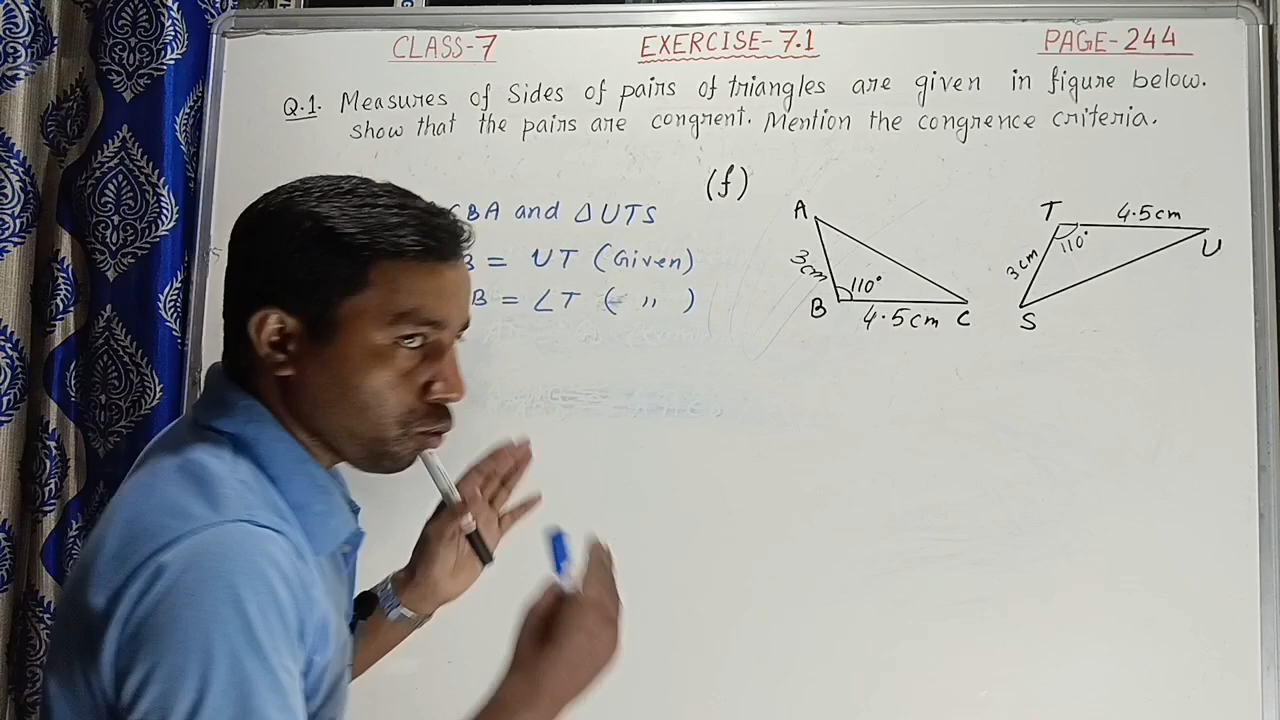 CLASS-7 EXERCISE-7.1 PAGE-244
Q.1. Measures of Sides of pairs of triangles are given in figure below.
show that the pairs are congrent. Mention the congrence criteria.
(f)
CBA and ΔUTS
B = UT (Given)
B = ∠T ( ,, )
A
3cm
110°
B
4.5cm C
T 4.5cm
110°
3cm
U
S